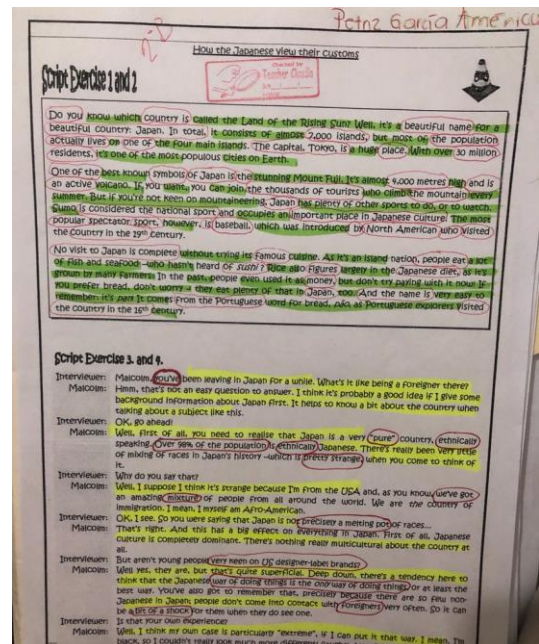 Petnz García América
2-D
How the Japanese view their Customs
Checked by
Teacher Claudia
Script Exercise 1 and 2
Do you know which country is called the Land of the Rising Sun? Well, it's a beautiful name for a
beautiful country: Japan. In total, it consists of almost 7,000 islands, but most of the population
actually lives on one of the four main islands. The capital, Tokyo, is a huge place. With over 30 million
residents, it's one of the most populous cities on Earth.
One of the best known symbols of Japan is the stunning Mount Fuji. It's almost 4,000 metres high and is
an active volcano. If you want, you can join the thousands of tourists who climb the mountain every
summer. But if you're not keen on mountaineering, Japan has plenty of other sports to do, or to watch.
Sumo is considered the national sport and occupies an important place in Japanese culture. The most
popular spectator sport, however, is baseball, which was introduced by North American who visited
the country in the 19th century.
No visit to Japan is complete without trying its famous cuisine. As it's an island nation, people eat a lot
of fish and seafood –who hasn't heard of sushi? Rice also figures largely in the Japanese diet, as it's
grown by many farmers. In the past, people even used it as money, but don't try paying with it now! If
you prefer bread, don't worry – they eat plenty of that in Japan, too. And the name is very easy to
remember: it's pan It comes from the Portuguese word for bread, pão, as Portuguese explorers visited
the country in the 16th century.
Script Exercise 3. and 4.
Interviewer: Malcolm, you've been leaving in Japan for a while. What's it like being a foreigner there?
Malcolm: Hmm, that's not an easy question to answer. I think it's probably a good idea if I give some
background information about Japan first. It helps to know a bit about the country when
talking about a subject like this.
Interviewer: OK, go ahead!
Malcolm: Well, first of all, you need to realise that Japan is a very "pure" country, ethnically
speaking. Over 98% of the population is ethnically Japanese. There's really been very little
of mixing of races in Japan's history –which is pretty strange, when you come to think of
it.
Interviewer: Why do you say that?
Malcolm: Well, I suppose I think it's strange because I'm from the USA and, as you know, we've got
an amazing mixture of people from all around the world. We are the country of
immigration. I mean, I myself am Afro-American.
Interviewer: OK, I see. So you were saying that Japan is not precisely a melting pot of races...
Malcolm: That's right. And this has a big effect on everything in Japan. First of all, Japanese
culture is completely dominant. There's nothing really multicultural about the country at
all.
Interviewer: But aren't young people very keen on US designer-label brands?
Malcolm: Well yes, they are, but that's quite superficial. Deep down, there's a tendency here to
think that the Japanese way of doing things is the only way of doing things, or at least the
best way. You've also got to remember that, precisely because there are so few non-
Japanese in Japan, people don't come into contact with foreigners very often. So it can
be a bit of a shock for them when they do see one.
Interviewer: Is that your own experience?
Malcolm: Well, I think my own case is particularly "extreme", if I can put it that way. I mean, I'm
black, so I couldn't really look much more different